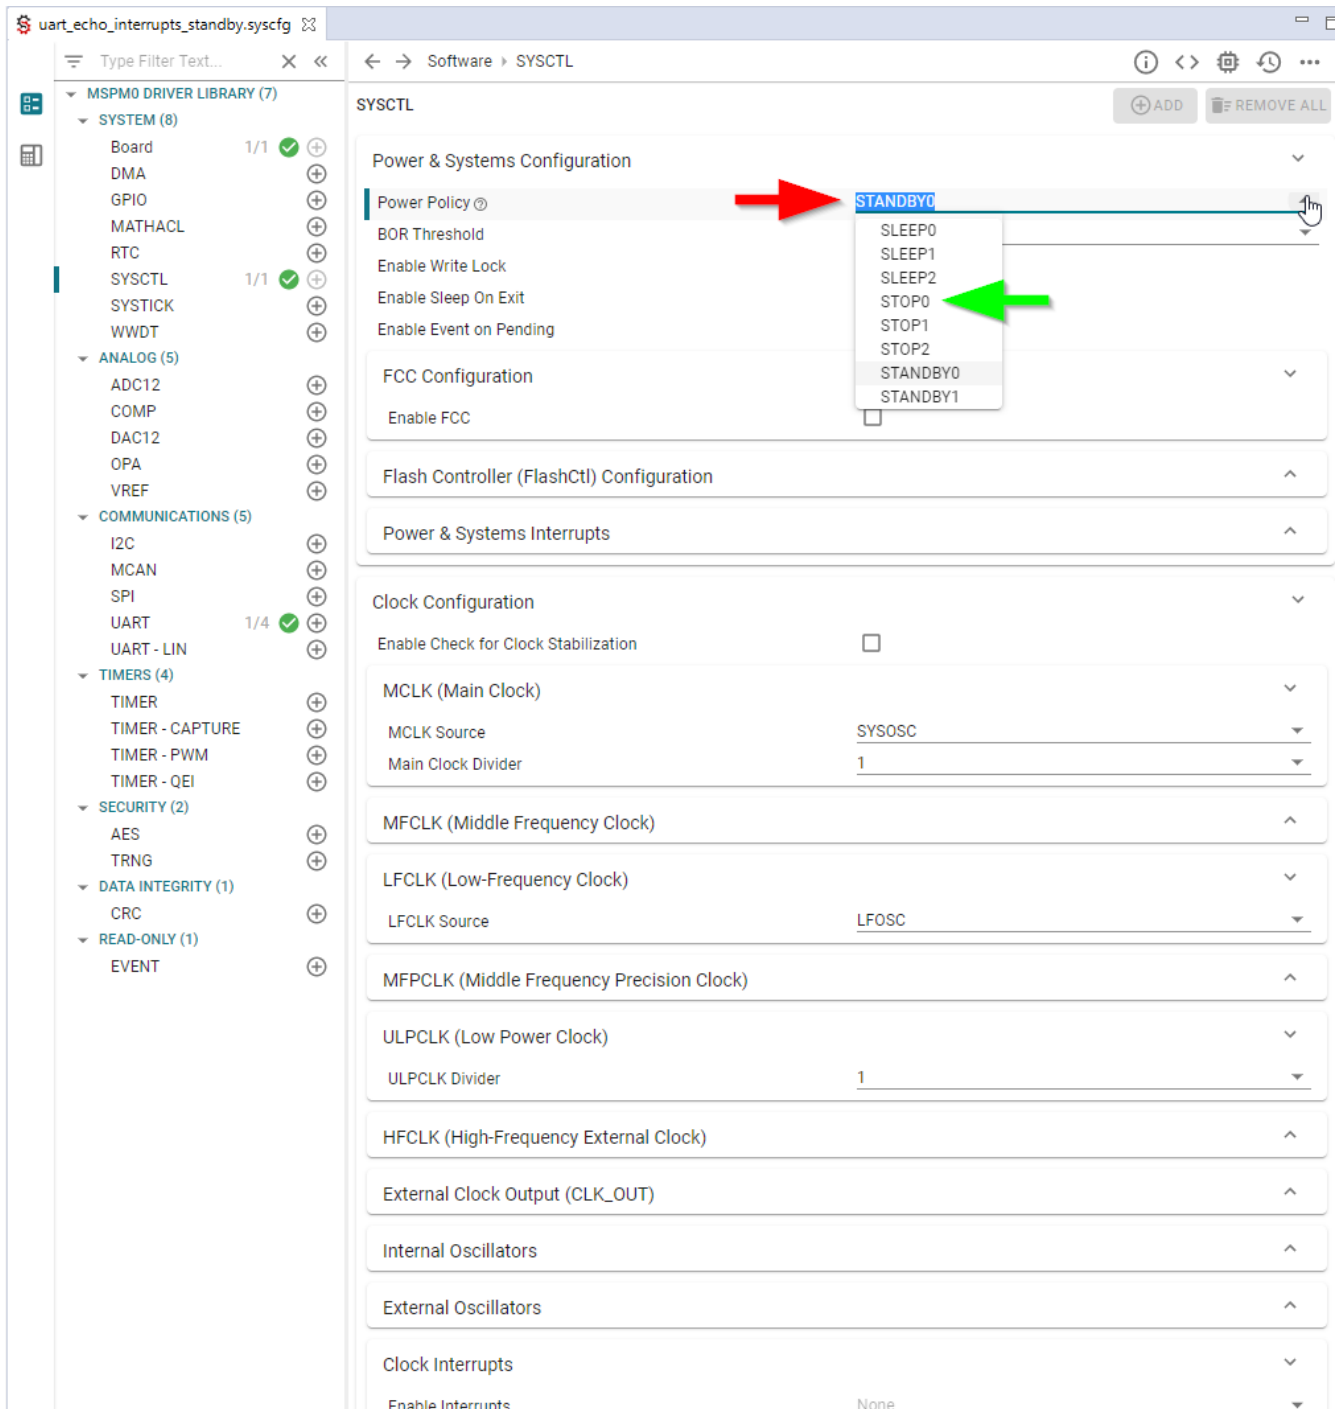 uart_echo_interrupts_standby.syscfg
Type Filter Text...
MSPM0 DRIVER LIBRARY (7)
SYSTEM (8)
Board 1/1
DMA
GPIO
MATHACL
RTC
SYSCTL 1/1
SYSTICK
WWDT
ANALOG (5)
ADC12
COMP
DAC12
OPA
VREF
COMMUNICATIONS (5)
I2C
MCAN
SPI
UART 1/4
UART - LIN
TIMERS (4)
TIMER
TIMER - CAPTURE
TIMER - PWM
TIMER - QEI
SECURITY (2)
AES
TRNG
DATA INTEGRITY (1)
CRC
READ-ONLY (1)
EVENT
Software SYSCTL
SYSCTL
ADD REMOVE ALL
Power & Systems Configuration
Power Policy STANDBY0
BOR Threshold
Enable Write Lock
Enable Sleep On Exit
Enable Event on Pending
SLEEP0
SLEEP1
SLEEP2
STOP0
STOP1
STOP2
STANDBY0
STANDBY1
FCC Configuration
Enable FCC
Flash Controller (FlashCtl) Configuration
Power & Systems Interrupts
Clock Configuration
Enable Check for Clock Stabilization
MCLK (Main Clock)
MCLK Source SYSOSC
Main Clock Divider 1
MFCLK (Middle Frequency Clock)
LFCLK (Low-Frequency Clock)
LFCLK Source LFOSC
MFPCLK (Middle Frequency Precision Clock)
ULPCLK (Low Power Clock)
ULPCLK Divider 1
HFCLK (High-Frequency External Clock)
External Clock Output (CLK_OUT)
Internal Oscillators
External Oscillators
Clock Interrupts
Enable Interrupts None